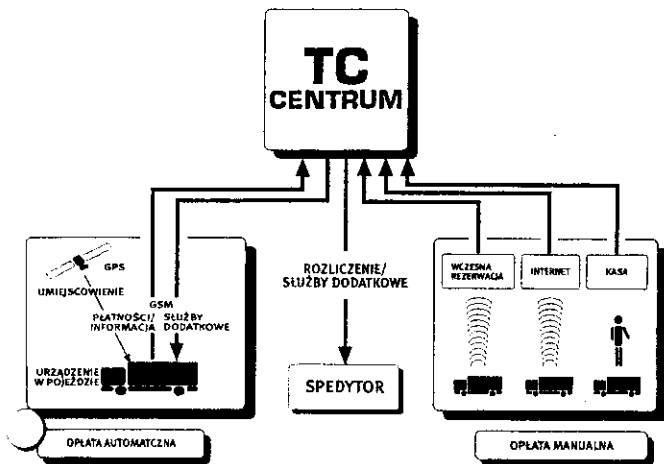 TC
CENTRUM
GPS
UMIEJSCOWIENIE
GSM
PŁATNOŚCI/
INFORMACJA
SŁUŻBY
DODATKOWE
URZĄDZENIE
W POJEŹDZIE
OPŁATA AUTOMATCZNA
ROZLICZENIE/
SŁUŻBY DODATKOWE
SPEDYTOR
WCZESNA
REZERWACJA
INTERNET
KASA
OPŁATA MANUALNA